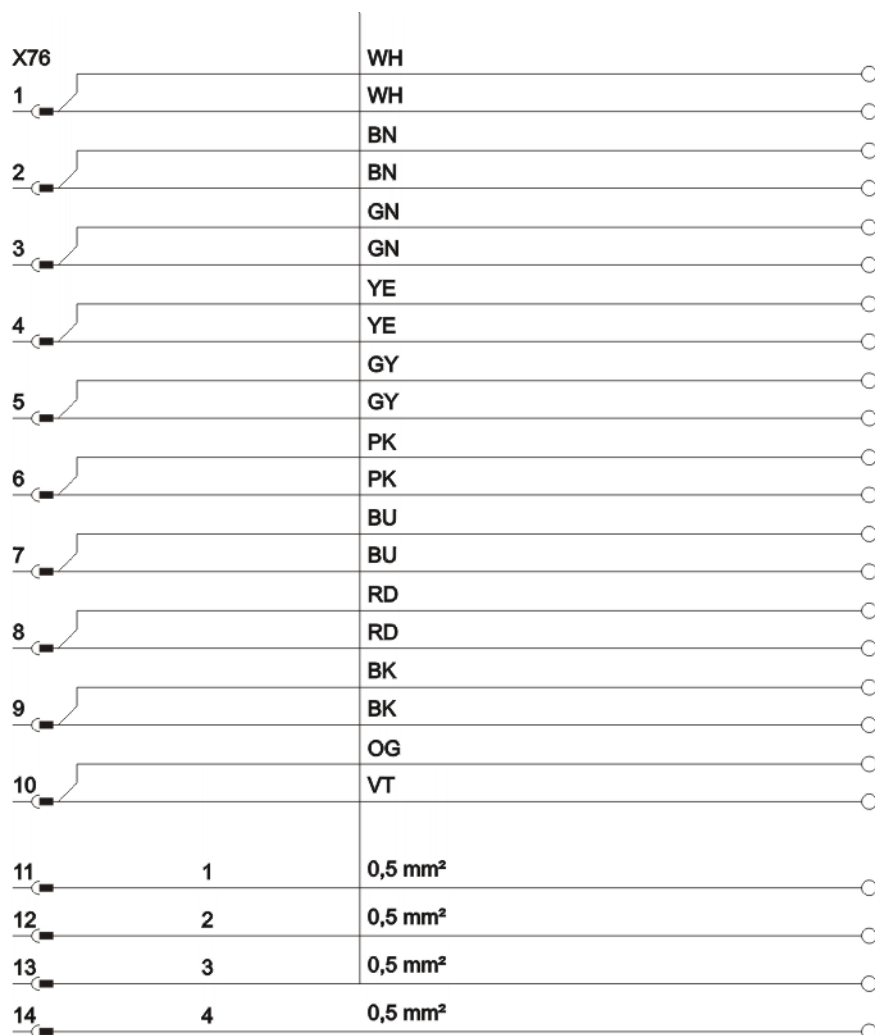 X76 WH
1 WH
BN
2 BN
GN
3 GN
YE
4 YE
GY
5 GY
PK
6 PK
BU
7 BU
RD
8 RD
BK
9 BK
OG
10 VT
11 1 0,5 mm²
12 2 0,5 mm²
13 3 0,5 mm²
14 4 0,5 mm²